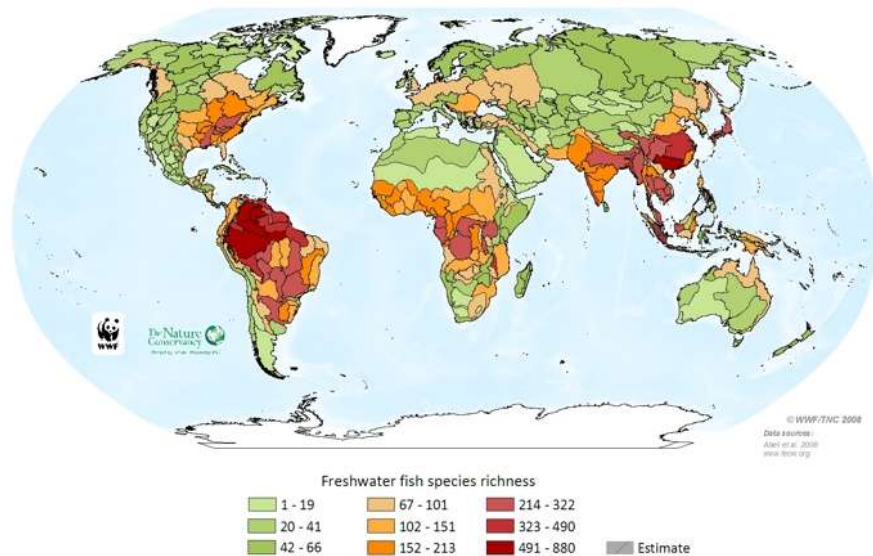 WWF
The Nature
Conservancy
© WWF/TNC 2008
Data sources:
Abell et al. 2008
www.feow.org
Freshwater fish species richness
1 - 19
20 - 41
42 - 66
67 - 101
102 - 151
152 - 213
214 - 322
323 - 490
491 - 880
Estimate